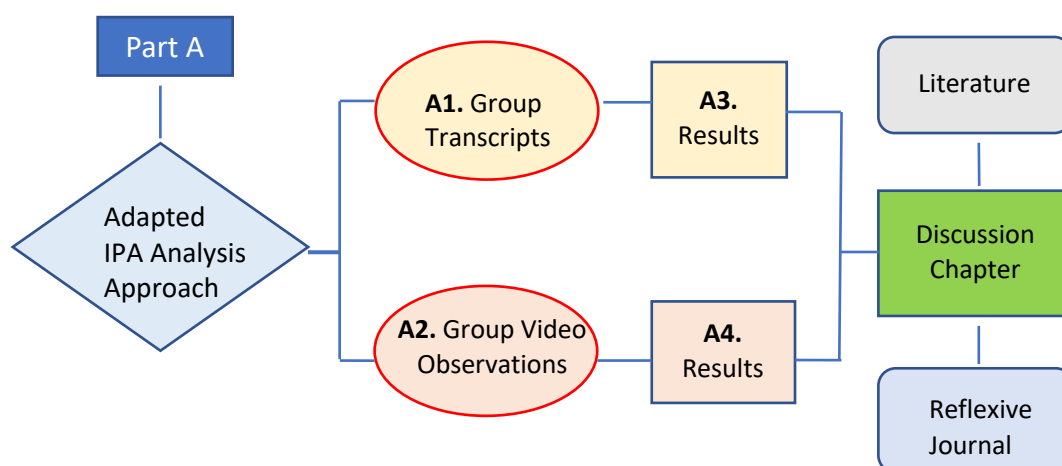 Part A
Adapted
IPA Analysis
Approach
A1. Group
Transcripts
A2. Group Video
Observations
A3.
Results
A4.
Results
Literature
Discussion
Chapter
Reflexive
Journal